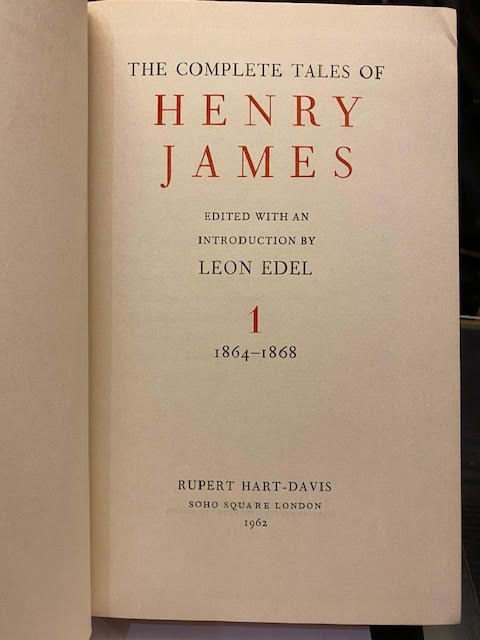 THE COMPLETE TALES OF
HENRY
JAMES
EDITED WITH AN
INTRODUCTION BY
LEON EDEL
1
1864–1868
RUPERT HART-DAVIS
SOHO SQUARE LONDON
1962